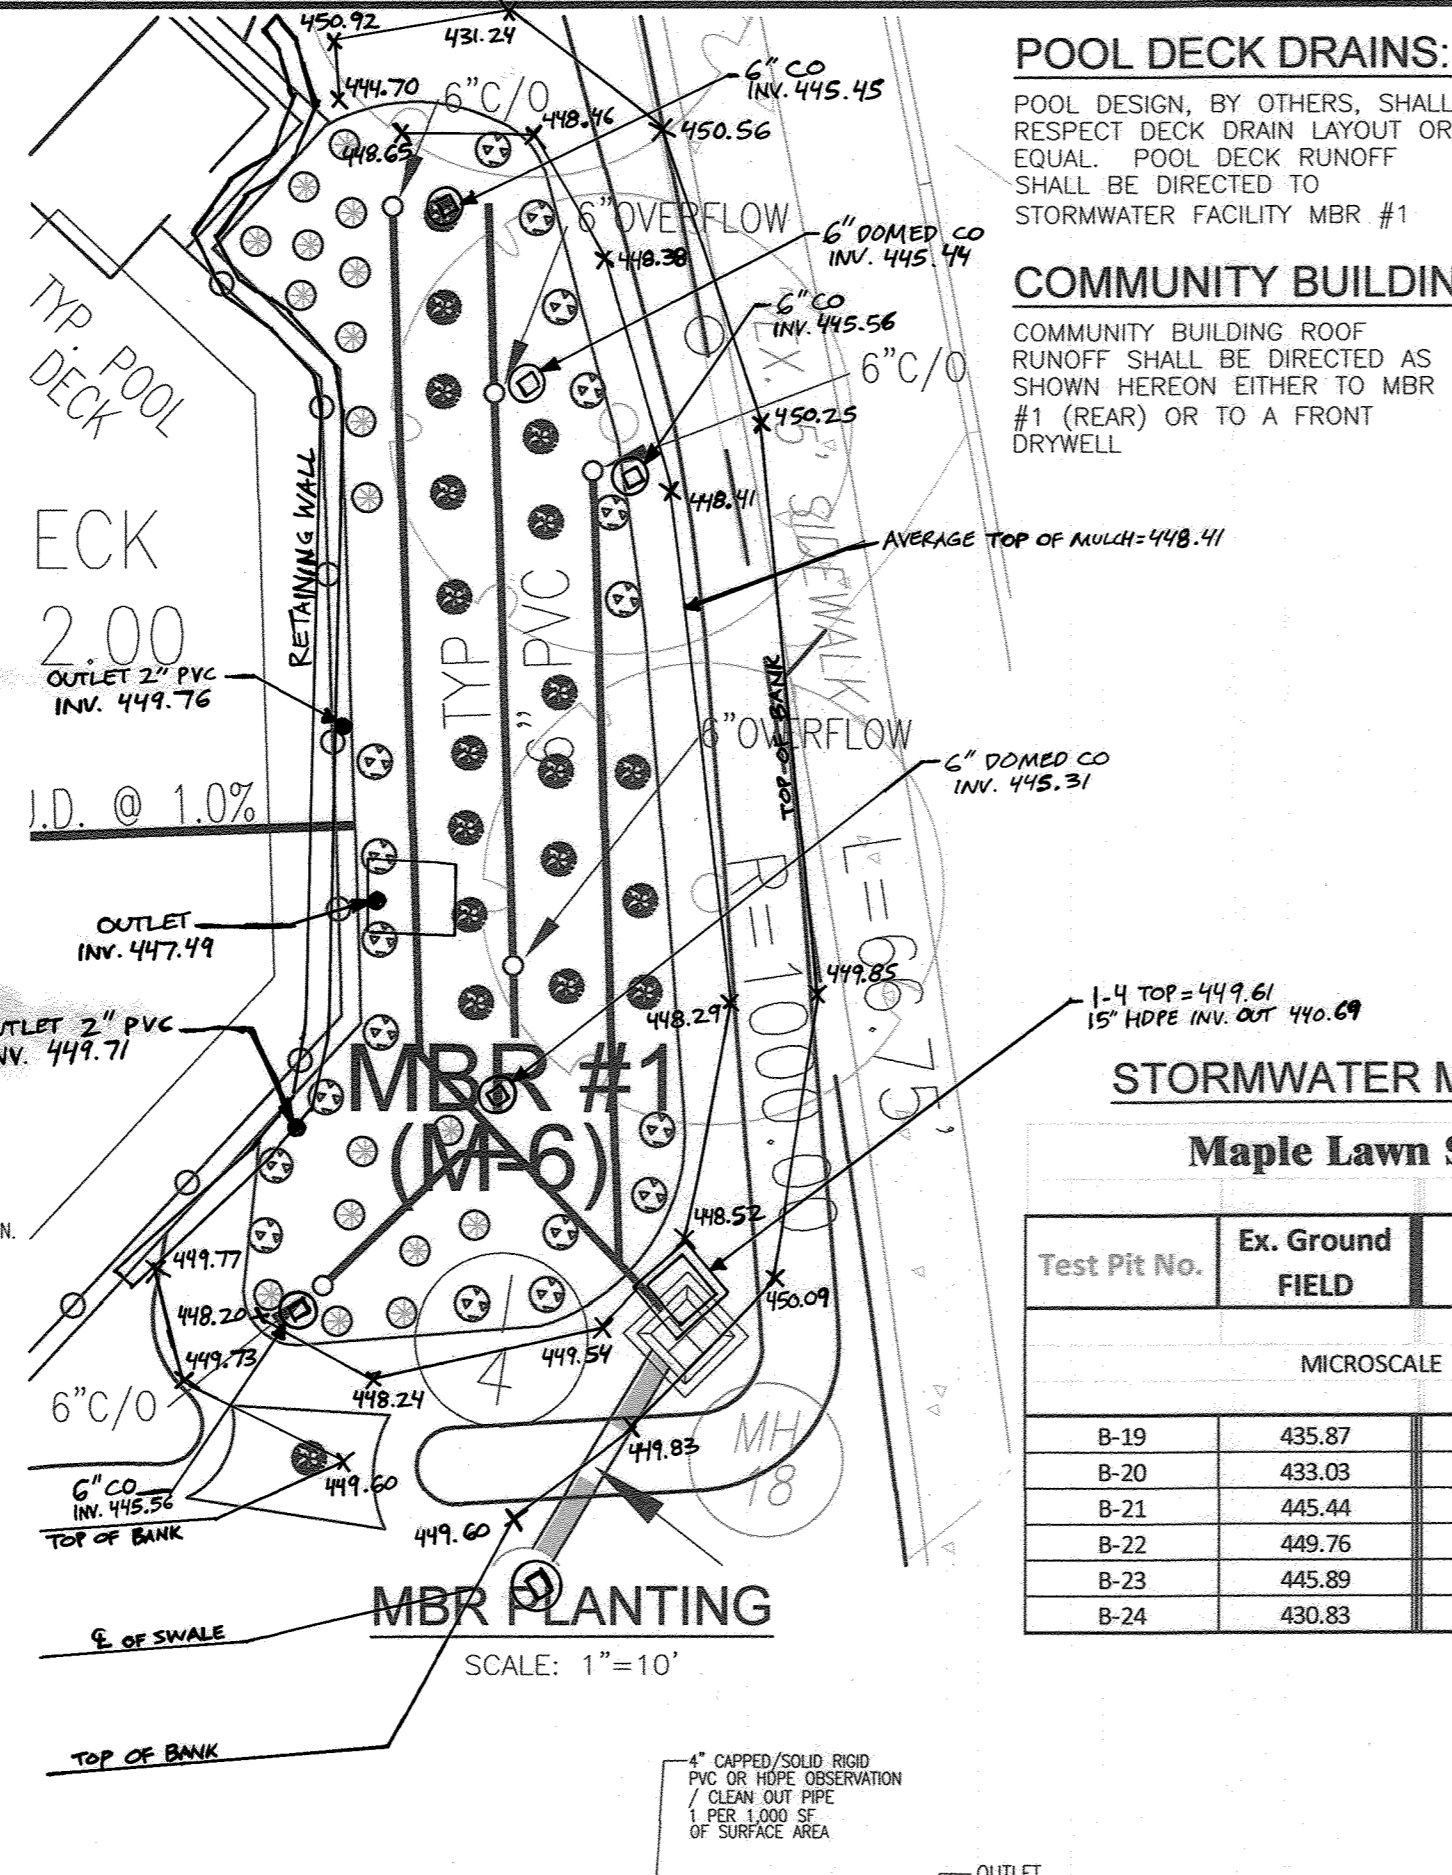 450.92
431.24
444.70
6"C/O
6" CO
INV. 445.45
448.65
448.46
450.56
6"OVERFLOW
6" DOMED CO
INV. 445.44
448.38
6" CO
INV. 445.56
6"C/O
EX. 5' SIDEWALK
450.25
448.41
AVERAGE TOP OF MULCH=448.41
TYP. POOL
DECK
RETAINING WALL
ECK
2.00
OUTLET 2" PVC
INV. 449.76
TYP
6" PVC
TOP OF BANK
6"OVERFLOW
6" DOMED CO
INV. 445.31
I.D. @ 1.0%
OUTLET
INV. 447.49
R=1000.00
L=66.75'
449.85
448.29
1-4 TOP=449.61
15" HDPE INV. OUT 440.69
UTLET 2" PVC
NV. 449.71
MBR #1
(M-6)
N.
448.52
449.77
450.09
448.20
449.73
449.54
448.24
4
6"C/O
449.83
MH
18
449.60
6" CO
INV. 445.56
TOP OF BANK
449.60
MBR PLANTING
SCALE: 1"=10'
℄ OF SWALE
TOP OF BANK
4" CAPPED/SOLID RIGID
PVC OR HDPE OBSERVATION
/ CLEAN OUT PIPE
1 PER 1,000 SF
OF SURFACE AREA
OUTLET
POOL DECK DRAINS:
POOL DESIGN, BY OTHERS, SHALL
RESPECT DECK DRAIN LAYOUT OR
EQUAL. POOL DECK RUNOFF
SHALL BE DIRECTED TO
STORMWATER FACILITY MBR #1
COMMUNITY BUILDIN
COMMUNITY BUILDING ROOF
RUNOFF SHALL BE DIRECTED AS
SHOWN HEREON EITHER TO MBR
#1 (REAR) OR TO A FRONT
DRYWELL
STORMWATER M
Maple Lawn S
Test Pit No.
Ex. Ground
FIELD
MICROSCALE
B-19 435.87
B-20 433.03
B-21 445.44
B-22 449.76
B-23 445.89
B-24 430.83